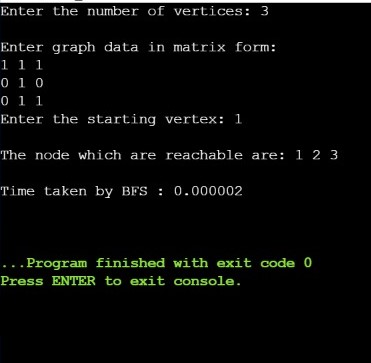 Enter the number of vertices: 3
Enter graph data in matrix form:
1 1 1
0 1 0
0 1 1
Enter the starting vertex: 1
The node which are reachable are: 1 2 3
Time taken by BFS : 0.000002
...Program finished with exit code 0
Press ENTER to exit console.